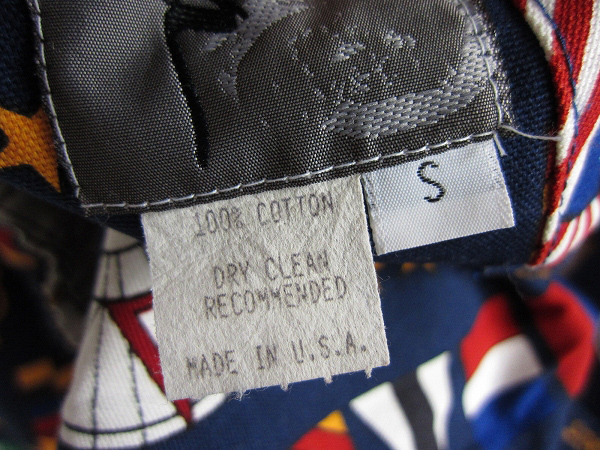 S
100% COTTON
DRY CLEAN
RECOMMENDED
MADE IN U.S.A.